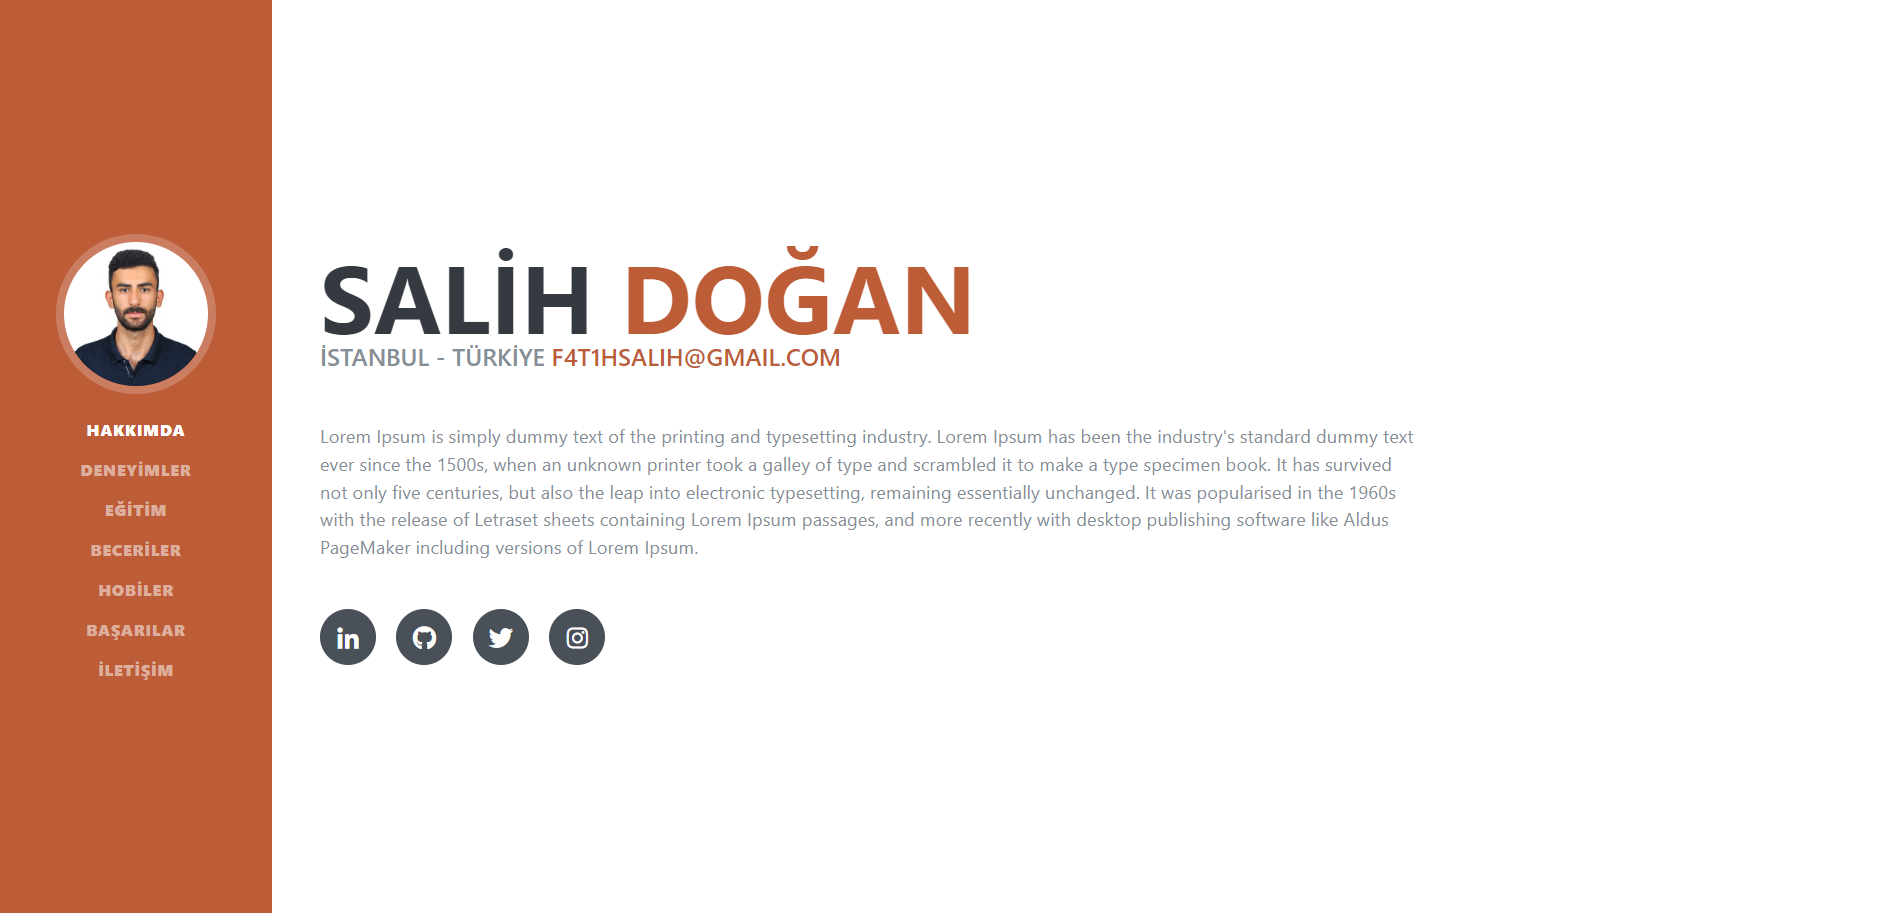 HAKKIMDA
DENEYİMLER
EĞİTİM
BECERİLER
HOBİLER
BAŞARILAR
İLETİŞİM
SALİH DOĞAN
İSTANBUL - TÜRKİYE F4T1HSALIH@GMAIL.COM
Lorem Ipsum is simply dummy text of the printing and typesetting industry. Lorem Ipsum has been the industry's standard dummy text
ever since the 1500s, when an unknown printer took a galley of type and scrambled it to make a type specimen book. It has survived
not only five centuries, but also the leap into electronic typesetting, remaining essentially unchanged. It was popularised in the 1960s
with the release of Letraset sheets containing Lorem Ipsum passages, and more recently with desktop publishing software like Aldus
PageMaker including versions of Lorem Ipsum.
in